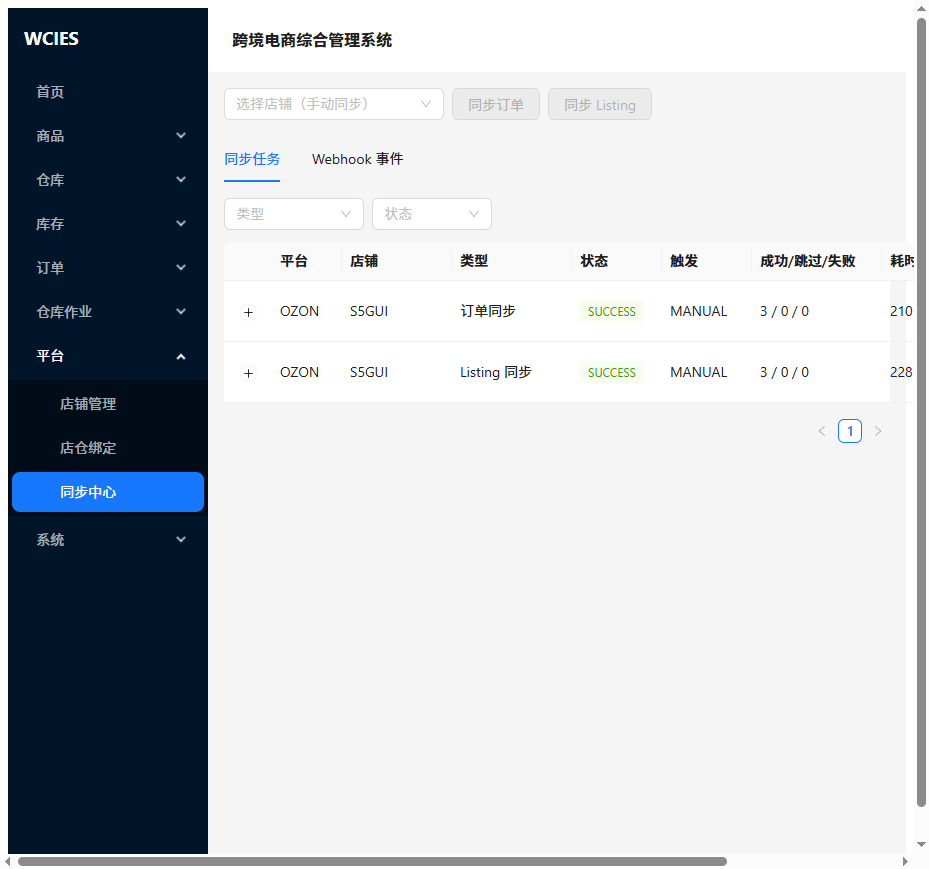 WCIES
跨境电商综合管理系统
首页
商品
仓库
库存
订单
仓库作业
平台
店铺管理
店仓绑定
同步中心
系统
选择店铺（手动同步） 同步订单 同步 Listing
同步任务 Webhook 事件
类型 状态
平台 店铺 类型 状态 触发 成功/跳过/失败 耗时
+ OZON S5GUI 订单同步 SUCCESS MANUAL 3 / 0 / 0 210
+ OZON S5GUI Listing 同步 SUCCESS MANUAL 3 / 0 / 0 228
< 1 >